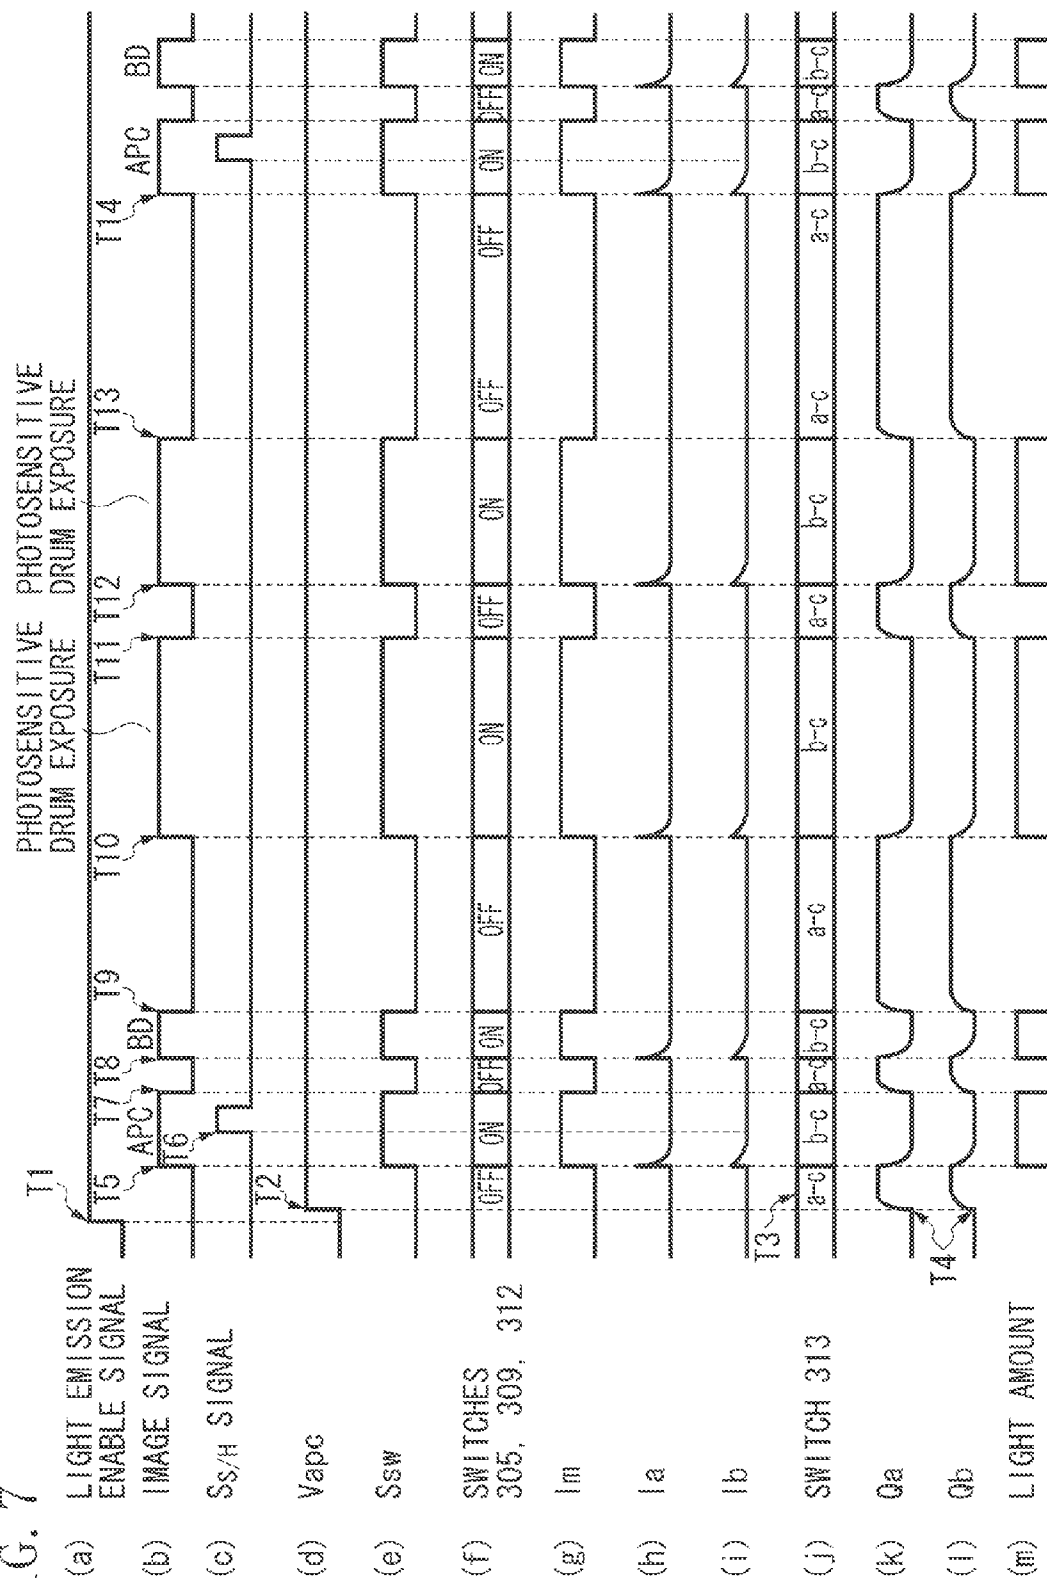 G. 7
(a) LIGHT EMISSION
ENABLE SIGNAL
(b) IMAGE SIGNAL
(c) SS/H SIGNAL
(d) Vapc
(e) Ssw
(f) SWITCHES
305, 309, 312
(g) Im
(h) Ia
(i) Ib
(j) SWITCH 313
(k) Qa
(l) Qb
(m) LIGHT AMOUNT
PHOTOSENSITIVE PHOTOSENSITIVE
DRUM EXPOSURE DRUM EXPOSURE
T1
T5 T7 T8 T9 T10 T11 T12 T13 T14
APC BD APC BD
T6
T2
OFF ON OFF ON OFF ON OFF ON OFF OFF ON OFF ON
T3
a-c b-c a-c b-c a-c b-c a-c b-c a-c a-c b-c a-c b-c
T4